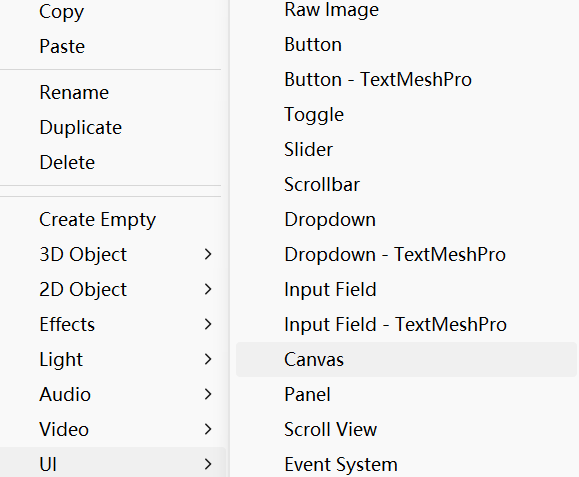 Copy
Paste
Rename
Duplicate
Delete
Create Empty
3D Object
2D Object
Effects
Light
Audio
Video
UI
Raw Image
Button
Button - TextMeshPro
Toggle
Slider
Scrollbar
Dropdown
Dropdown - TextMeshPro
Input Field
Input Field - TextMeshPro
Canvas
Panel
Scroll View
Event System